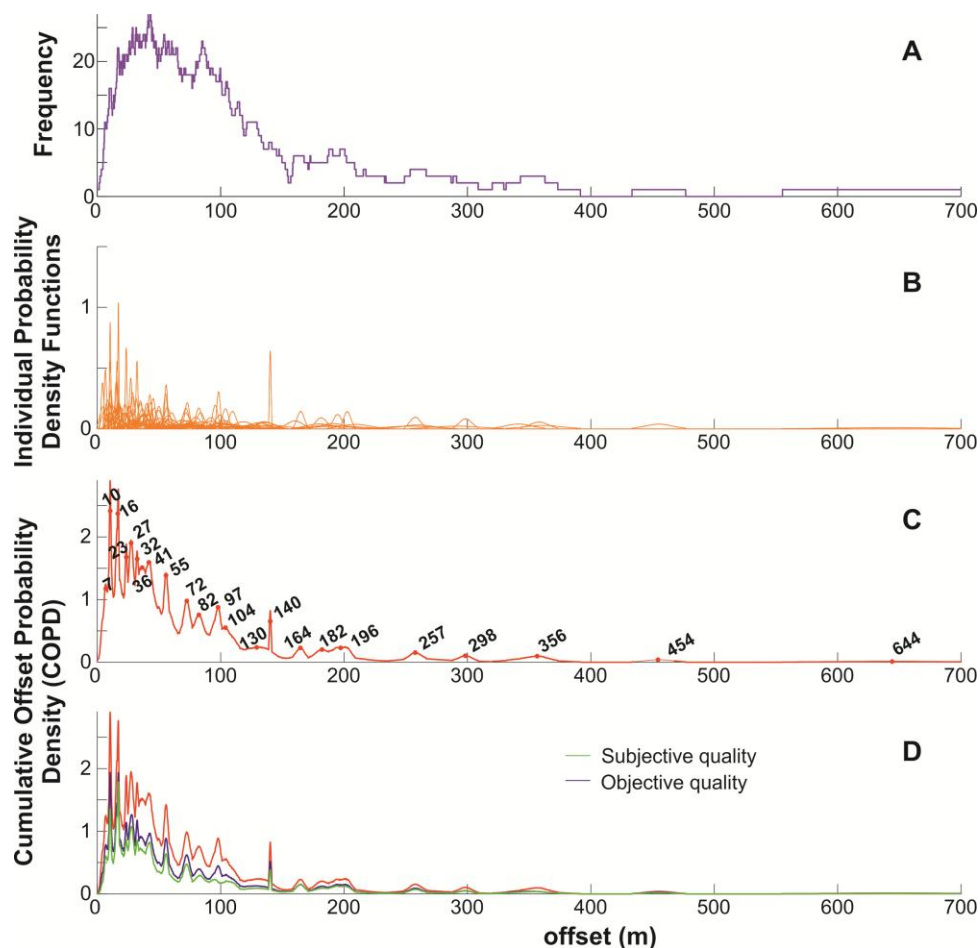 A
Frequency
20
10
0
0 100 200 300 400 500 600 700
B
Individual Probability
Density Functions
1
0
0 100 200 300 400 500 600 700
C
Cumulative Offset Probability
Density (COPD)
2
1
0
10
16
23
27
32
7
36
41
55
72
82
97
104
130
140
164
182
196
257
298
356
454
644
0 100 200 300 400 500 600 700
D
Subjective quality
Objective quality
2
1
0
0 100 200 300 400 500 600 700
offset (m)